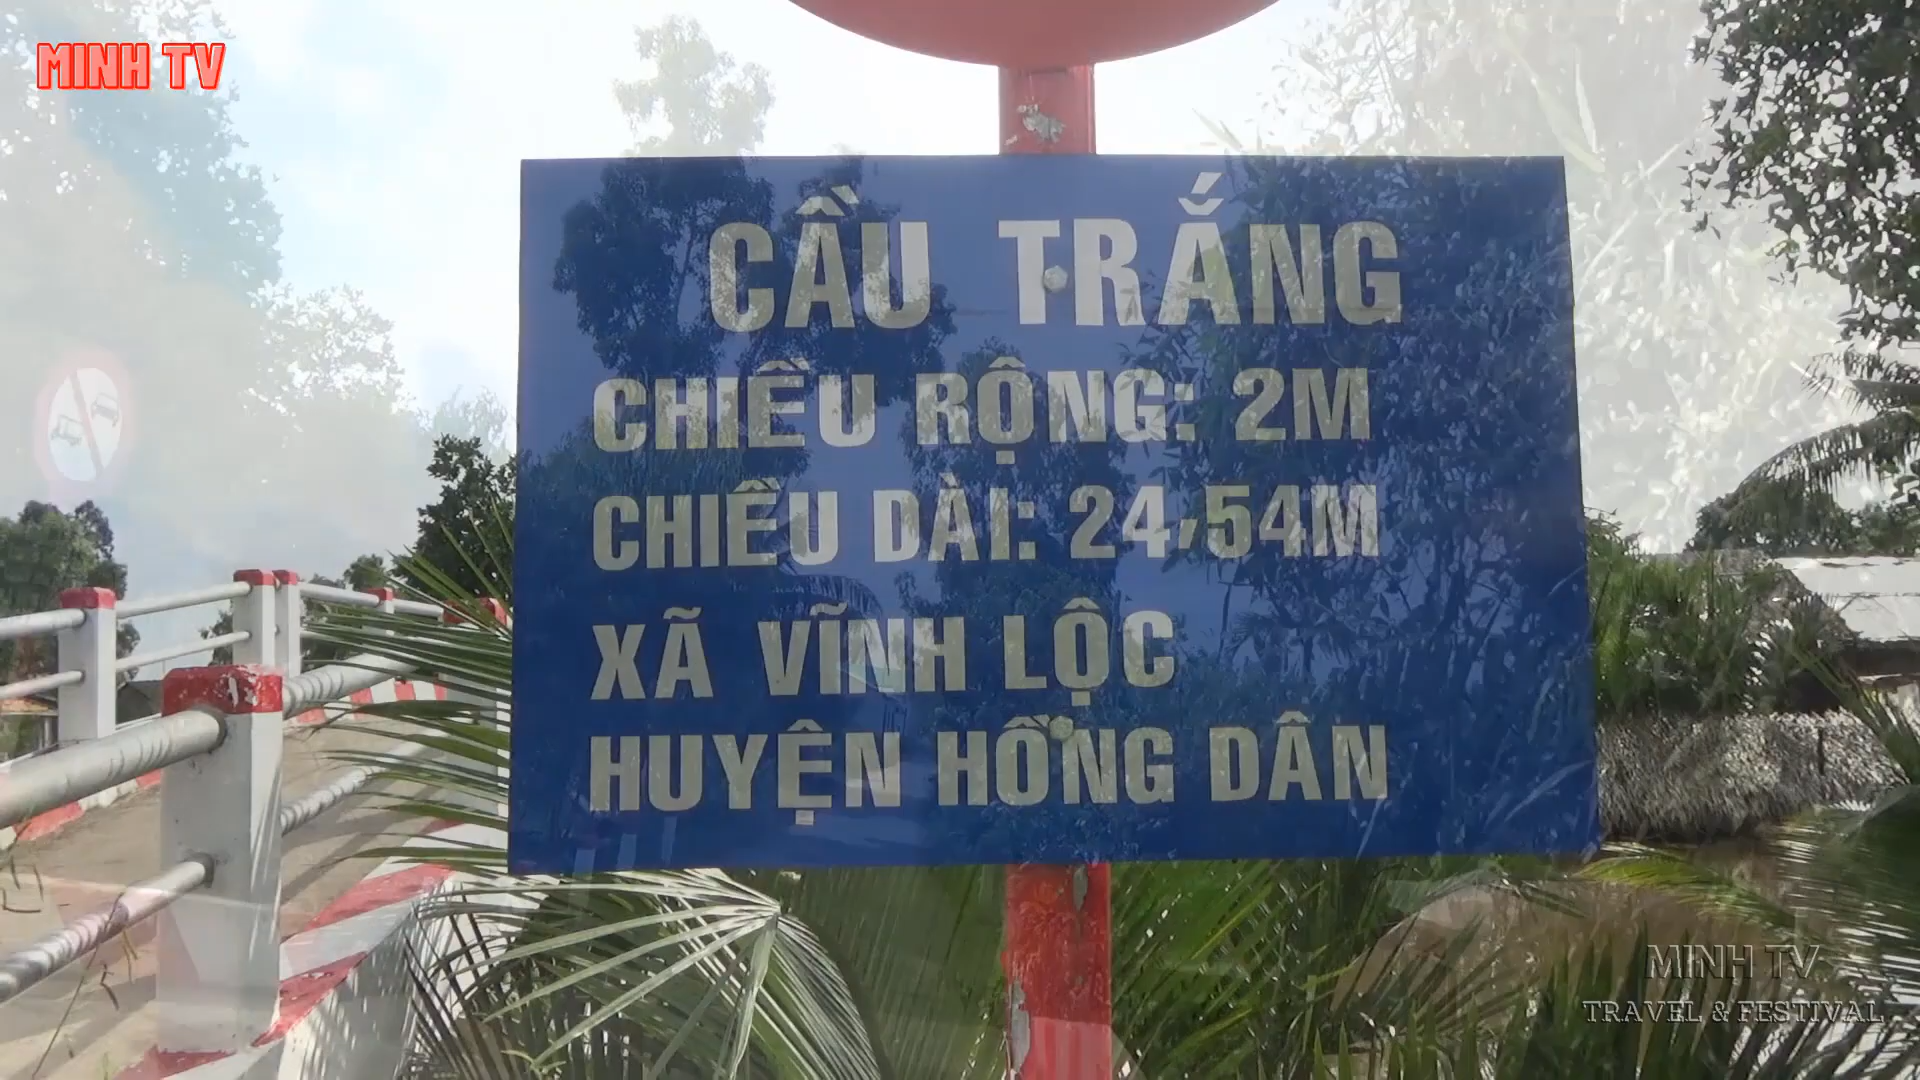 MINH TV
CẦU TRẮNG
CHIỀU RỘNG: 2M
CHIỀU DÀI: 24,54M
XÃ VĨNH LỘC
HUYỆN HỒNG DÂN
MINH TV
TRAVEL & FESTIVAL